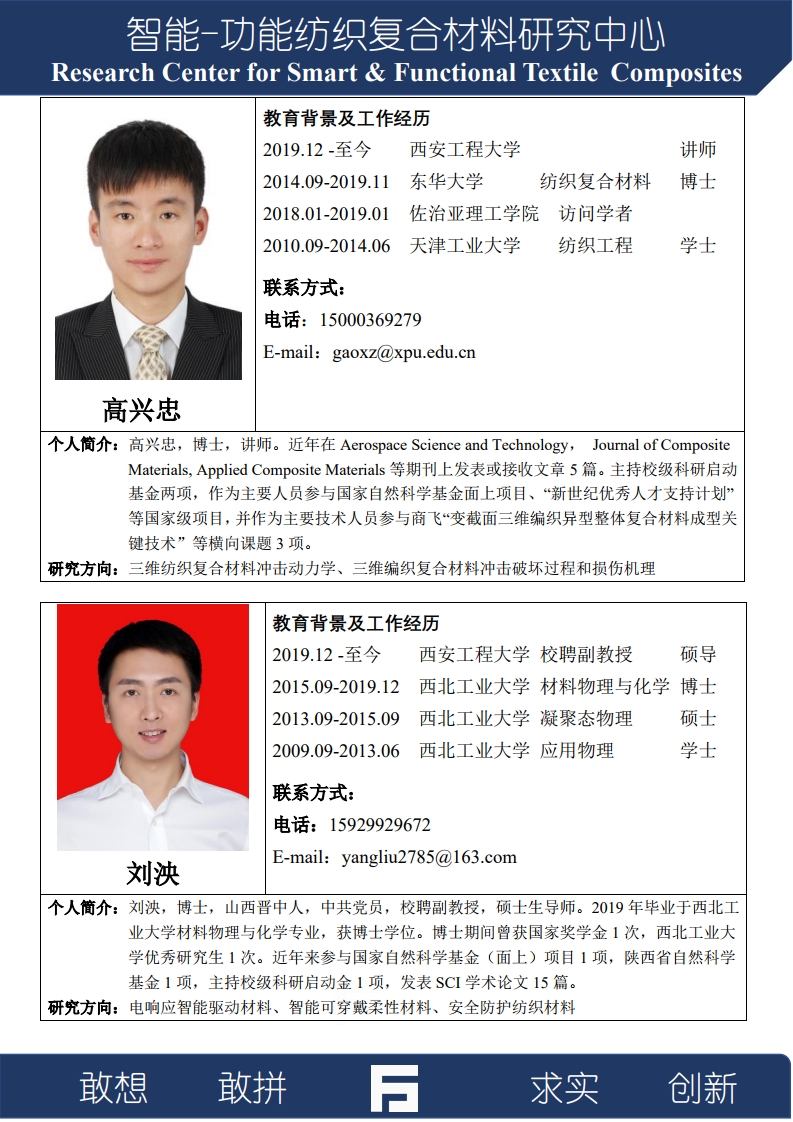 智能-功能纺织复合材料研究中心
Research Center for Smart & Functional Textile Composites
教育背景及工作经历
2019.12 -至今 西安工程大学 讲师
2014.09-2019.11 东华大学 纺织复合材料 博士
2018.01-2019.01 佐治亚理工学院 访问学者
2010.09-2014.06 天津工业大学 纺织工程 学士
联系方式：
电话：15000369279
E-mail：gaoxz@xpu.edu.cn
高兴忠
个人简介：高兴忠，博士，讲师。近年在 Aerospace Science and Technology， Journal of Composite
Materials, Applied Composite Materials 等期刊上发表或接收文章 5 篇。主持校级科研启动
基金两项，作为主要人员参与国家自然科学基金面上项目、“新世纪优秀人才支持计划”
等国家级项目，并作为主要技术人员参与商飞“变截面三维编织异型整体复合材料成型关
键技术”等横向课题 3 项。
研究方向：三维纺织复合材料冲击动力学、三维编织复合材料冲击破坏过程和损伤机理
教育背景及工作经历
2019.12 -至今 西安工程大学 校聘副教授 硕导
2015.09-2019.12 西北工业大学 材料物理与化学 博士
2013.09-2015.09 西北工业大学 凝聚态物理 硕士
2009.09-2013.06 西北工业大学 应用物理 学士
联系方式：
电话：15929929672
E-mail：yangliu2785@163.com
刘泱
个人简介：刘泱，博士，山西晋中人，中共党员，校聘副教授，硕士生导师。2019 年毕业于西北工
业大学材料物理与化学专业，获博士学位。博士期间曾获国家奖学金 1 次，西北工业大
学优秀研究生 1 次。近年来参与国家自然科学基金（面上）项目 1 项，陕西省自然科学
基金 1 项，主持校级科研启动金 1 项，发表 SCI 学术论文 15 篇。
研究方向：电响应智能驱动材料、智能可穿戴柔性材料、安全防护纺织材料
敢想 敢拼 求实 创新